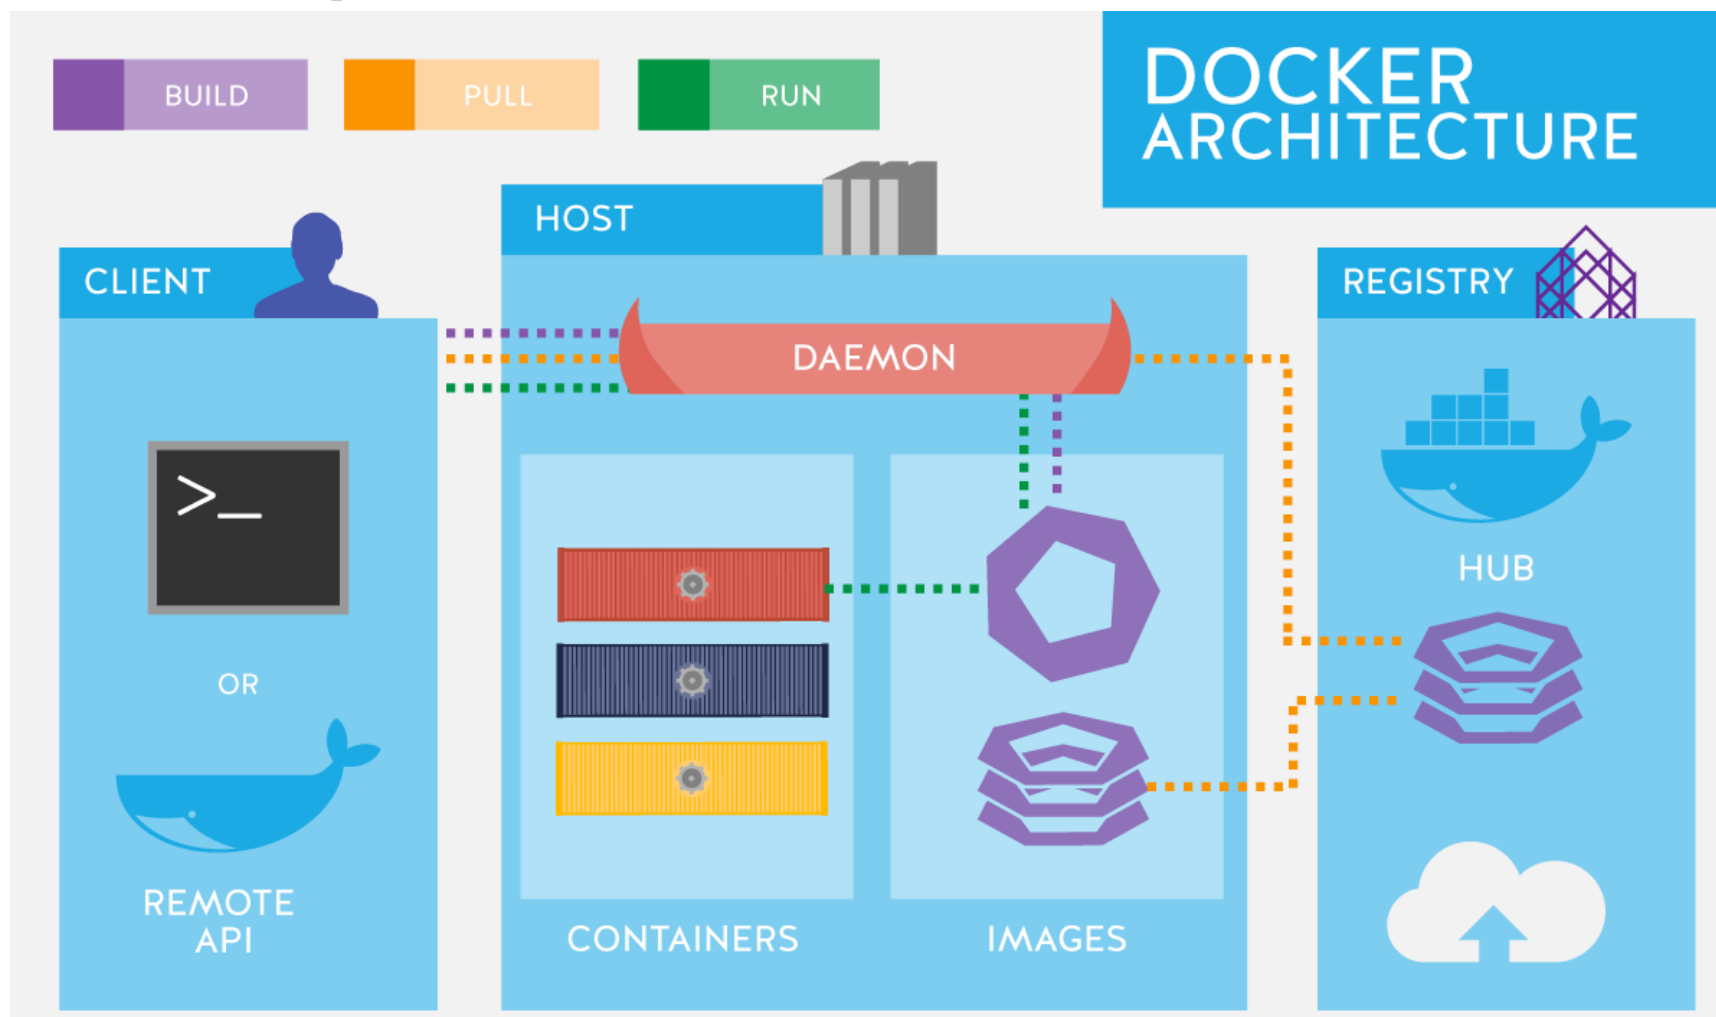 BUILD
PULL
RUN
DOCKER
ARCHITECTURE
CLIENT
>_
OR
REMOTE
API
HOST
DAEMON
CONTAINERS
IMAGES
REGISTRY
HUB